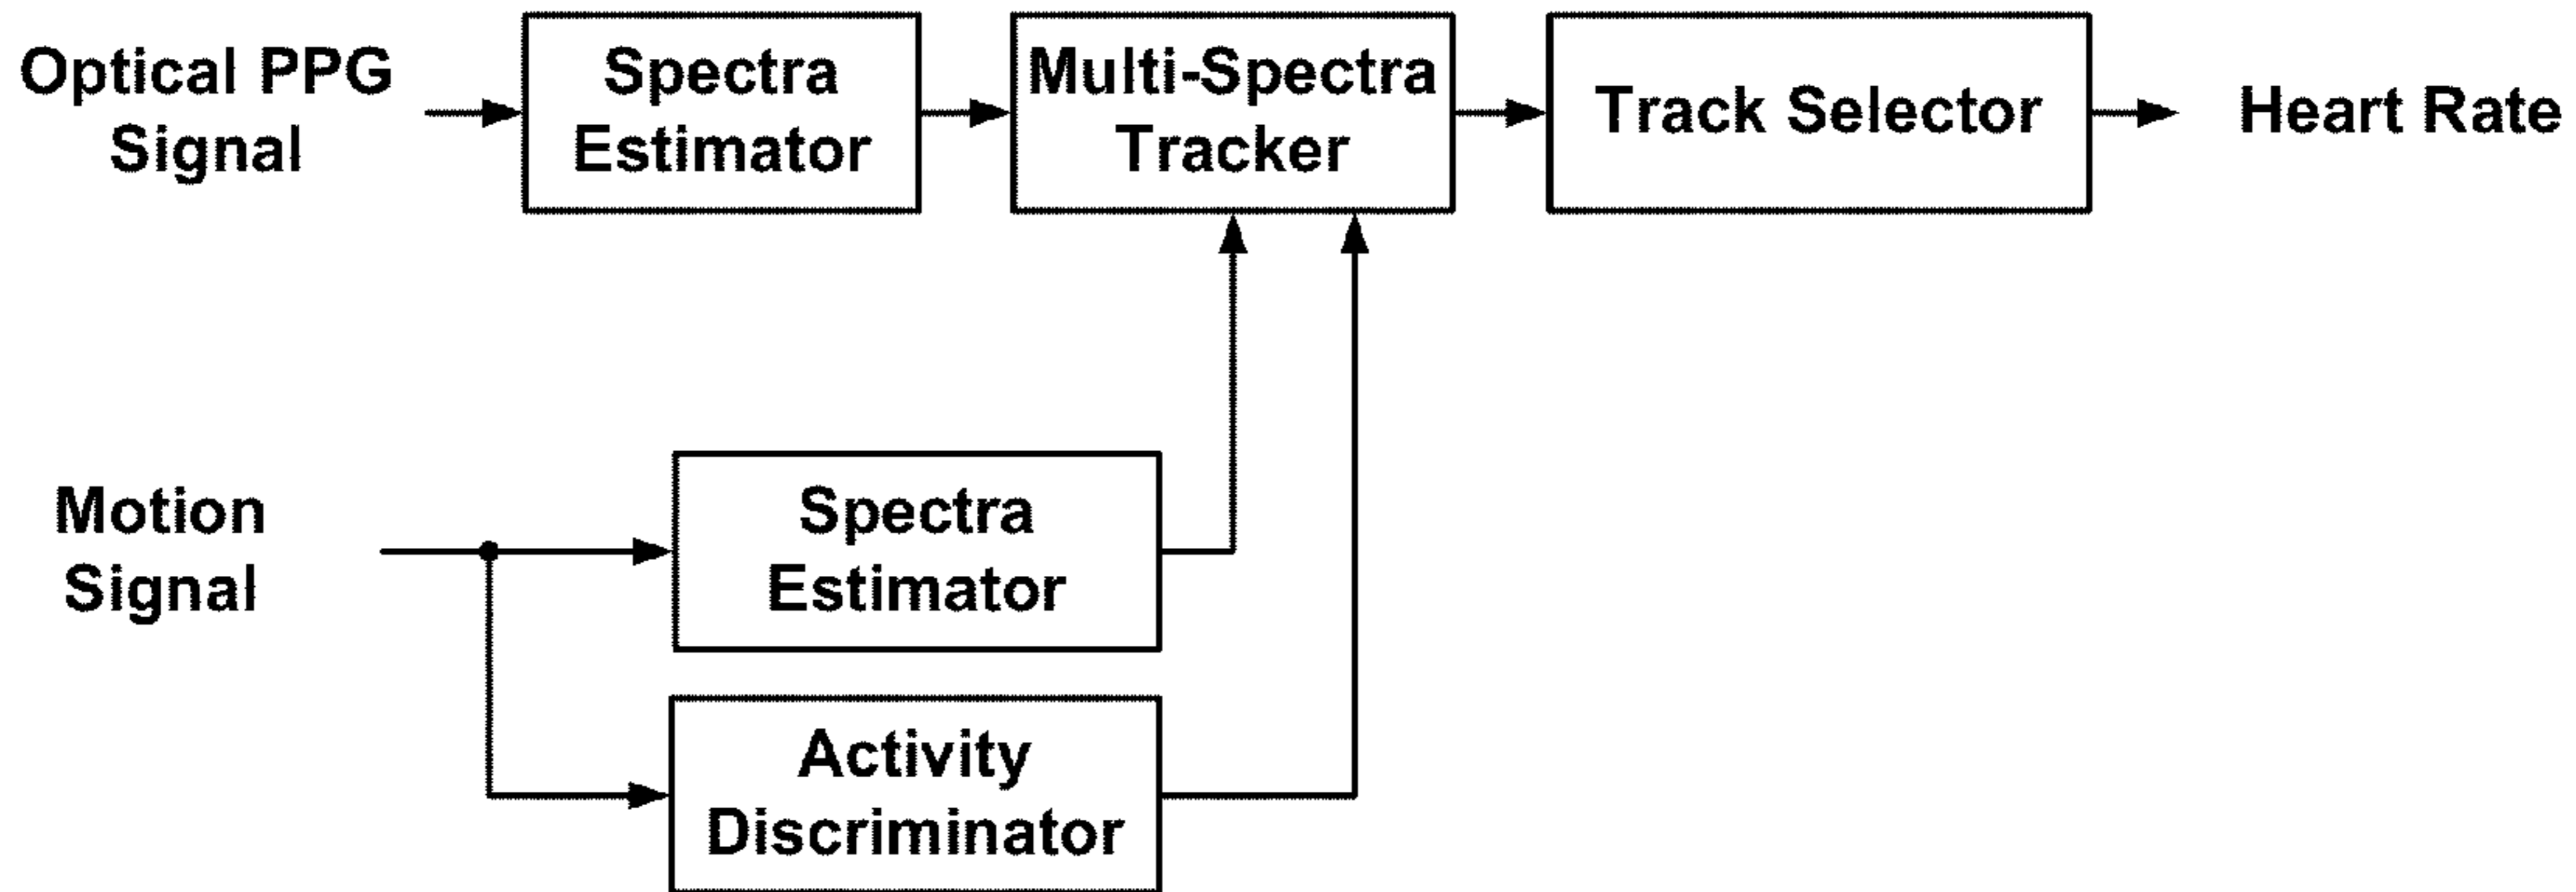 Optical PPG
Signal
Spectra
Estimator
Multi-Spectra
Tracker
Track Selector
Heart Rate
Motion
Signal
Spectra
Estimator
Activity
Discriminator